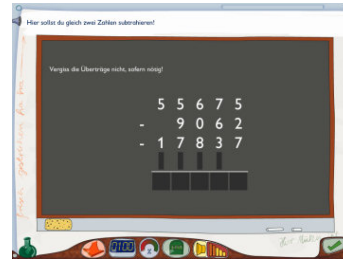 Hier sollst du gleich zwei Zahlen subtrahieren!
Vergiss die Überträge nicht, sofern nötig!
5 5 6 7 5
- 9 0 6 2
- 1 7 8 3 7
0100